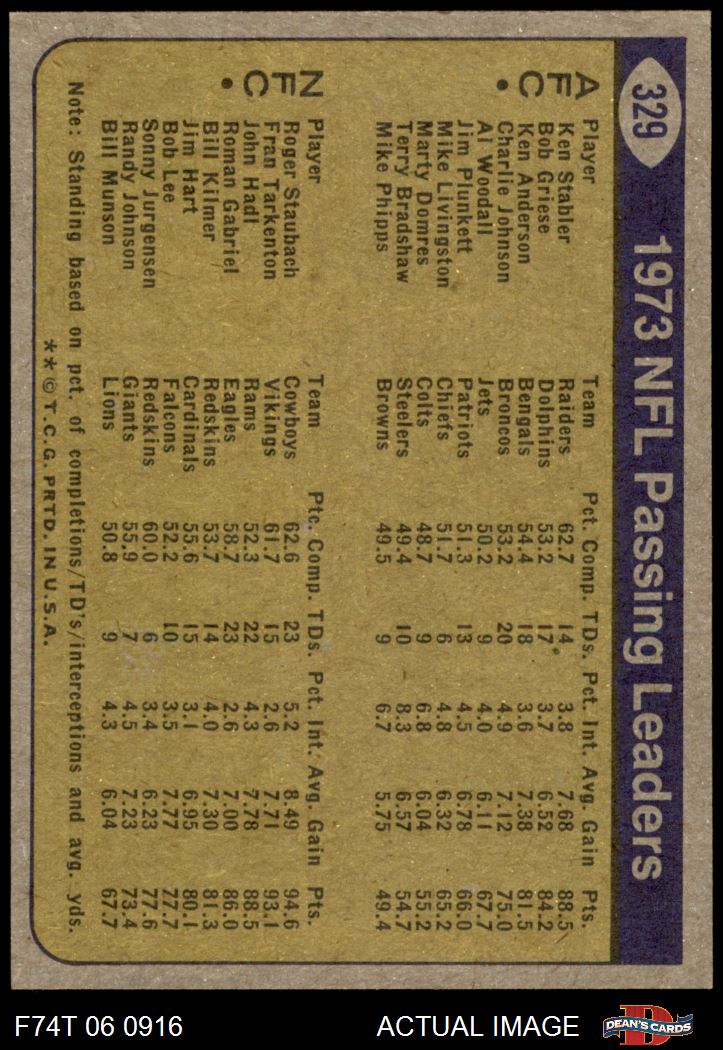 329
1973 NFL Passing Leaders
AFC • Player Team Pct. Comp. TDs. Pct. Int. Avg. Gain Pts.
Ken Stabler Raiders 62.7 14 3.8 7.68 88.5
Bob Griese Dolphins 53.2 17 3.7 6.52 84.2
Ken Anderson Bengals 54.4 18 3.6 7.38 81.5
Charlie Johnson Broncos 53.2 20 4.9 7.12 75.0
Al Woodall Jets 50.2 9 4.0 6.11 67.7
Jim Plunkett Patriots 51.3 13 4.5 6.78 66.0
Mike Livingston Chiefs 51.7 6 4.8 6.32 65.2
Marty Domres Colts 48.7 9 6.8 6.04 55.2
Terry Bradshaw Steelers 49.4 10 8.3 6.57 54.7
Mike Phipps Browns 49.5 9 6.7 5.75 49.4
NFC • Player Team Ptc. Comp. TDs. Pct. Int. Avg. Gain Pts.
Roger Staubach Cowboys 62.6 23 5.2 8.49 94.6
Fran Tarkenton Vikings 61.7 15 2.6 7.71 93.1
John Hadl Rams 52.3 22 4.3 7.78 88.5
Roman Gabriel Eagles 58.7 23 2.6 7.00 86.0
Bill Kilmer Redskins 53.7 14 4.0 7.30 81.3
Jim Hart Cardinals 55.6 15 3.1 6.95 80.1
Bob Lee Falcons 52.2 10 3.5 7.77 77.7
Sonny Jurgensen Redskins 60.0 6 3.4 6.23 77.6
Randy Johnson Giants 55.9 7 4.5 7.23 73.4
Bill Munson Lions 50.8 9 4.3 6.04 67.7
Note: Standing based on pct. of completions/TD's/interceptions and avg. yds.
**© T.C.G. PRTD. IN U.S.A.
F74T 06 0916 ACTUAL IMAGE
DEAN'S CARDS